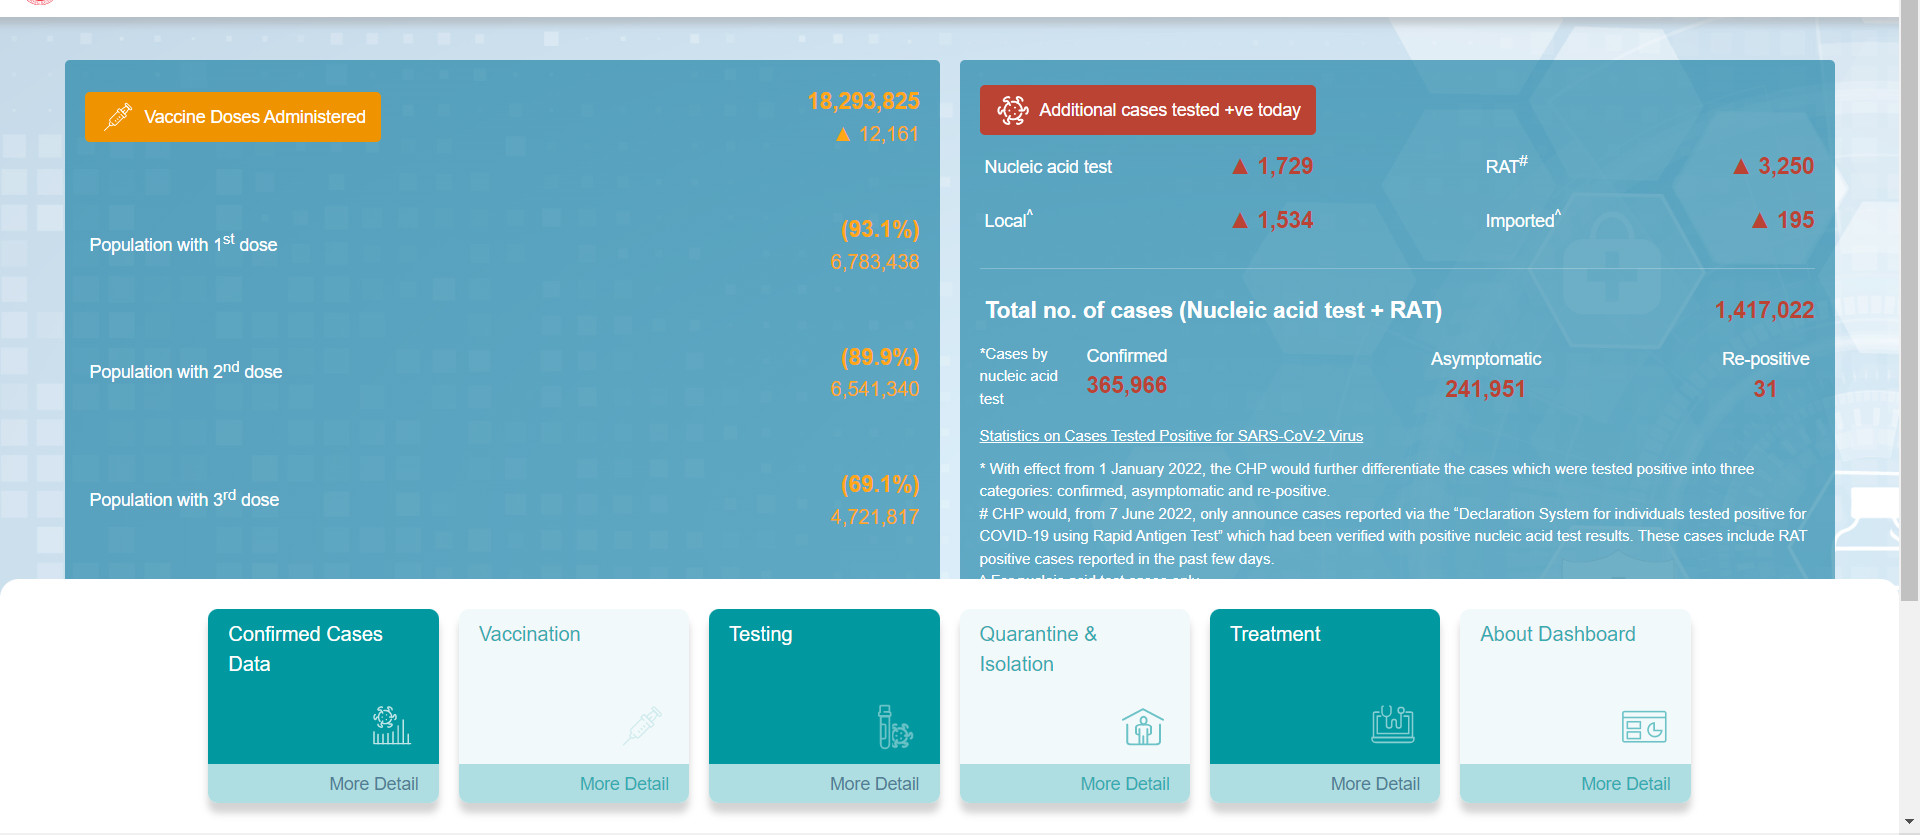 Vaccine Doses Administered
18,293,825
▲ 12,161
Population with 1st dose
(93.1%)
6,783,438
Population with 2nd dose
(89.9%)
6,541,340
Population with 3rd dose
(69.1%)
4,721,817
Additional cases tested +ve today
Nucleic acid test ▲ 1,729 RAT# ▲ 3,250
Local^ ▲ 1,534 Imported^ ▲ 195
Total no. of cases (Nucleic acid test + RAT) 1,417,022
*Cases by
nucleic acid
test
Confirmed
365,966
Asymptomatic
241,951
Re-positive
31
Statistics on Cases Tested Positive for SARS-CoV-2 Virus
* With effect from 1 January 2022, the CHP would further differentiate the cases which were tested positive into three
categories: confirmed, asymptomatic and re-positive.
# CHP would, from 7 June 2022, only announce cases reported via the “Declaration System for individuals tested positive for
COVID-19 using Rapid Antigen Test” which had been verified with positive nucleic acid test results. These cases include RAT
positive cases reported in the past few days.
^ For nucleic acid test cases only
Confirmed Cases
Data
More Detail
Vaccination
More Detail
Testing
More Detail
Quarantine &
Isolation
More Detail
Treatment
More Detail
About Dashboard
More Detail